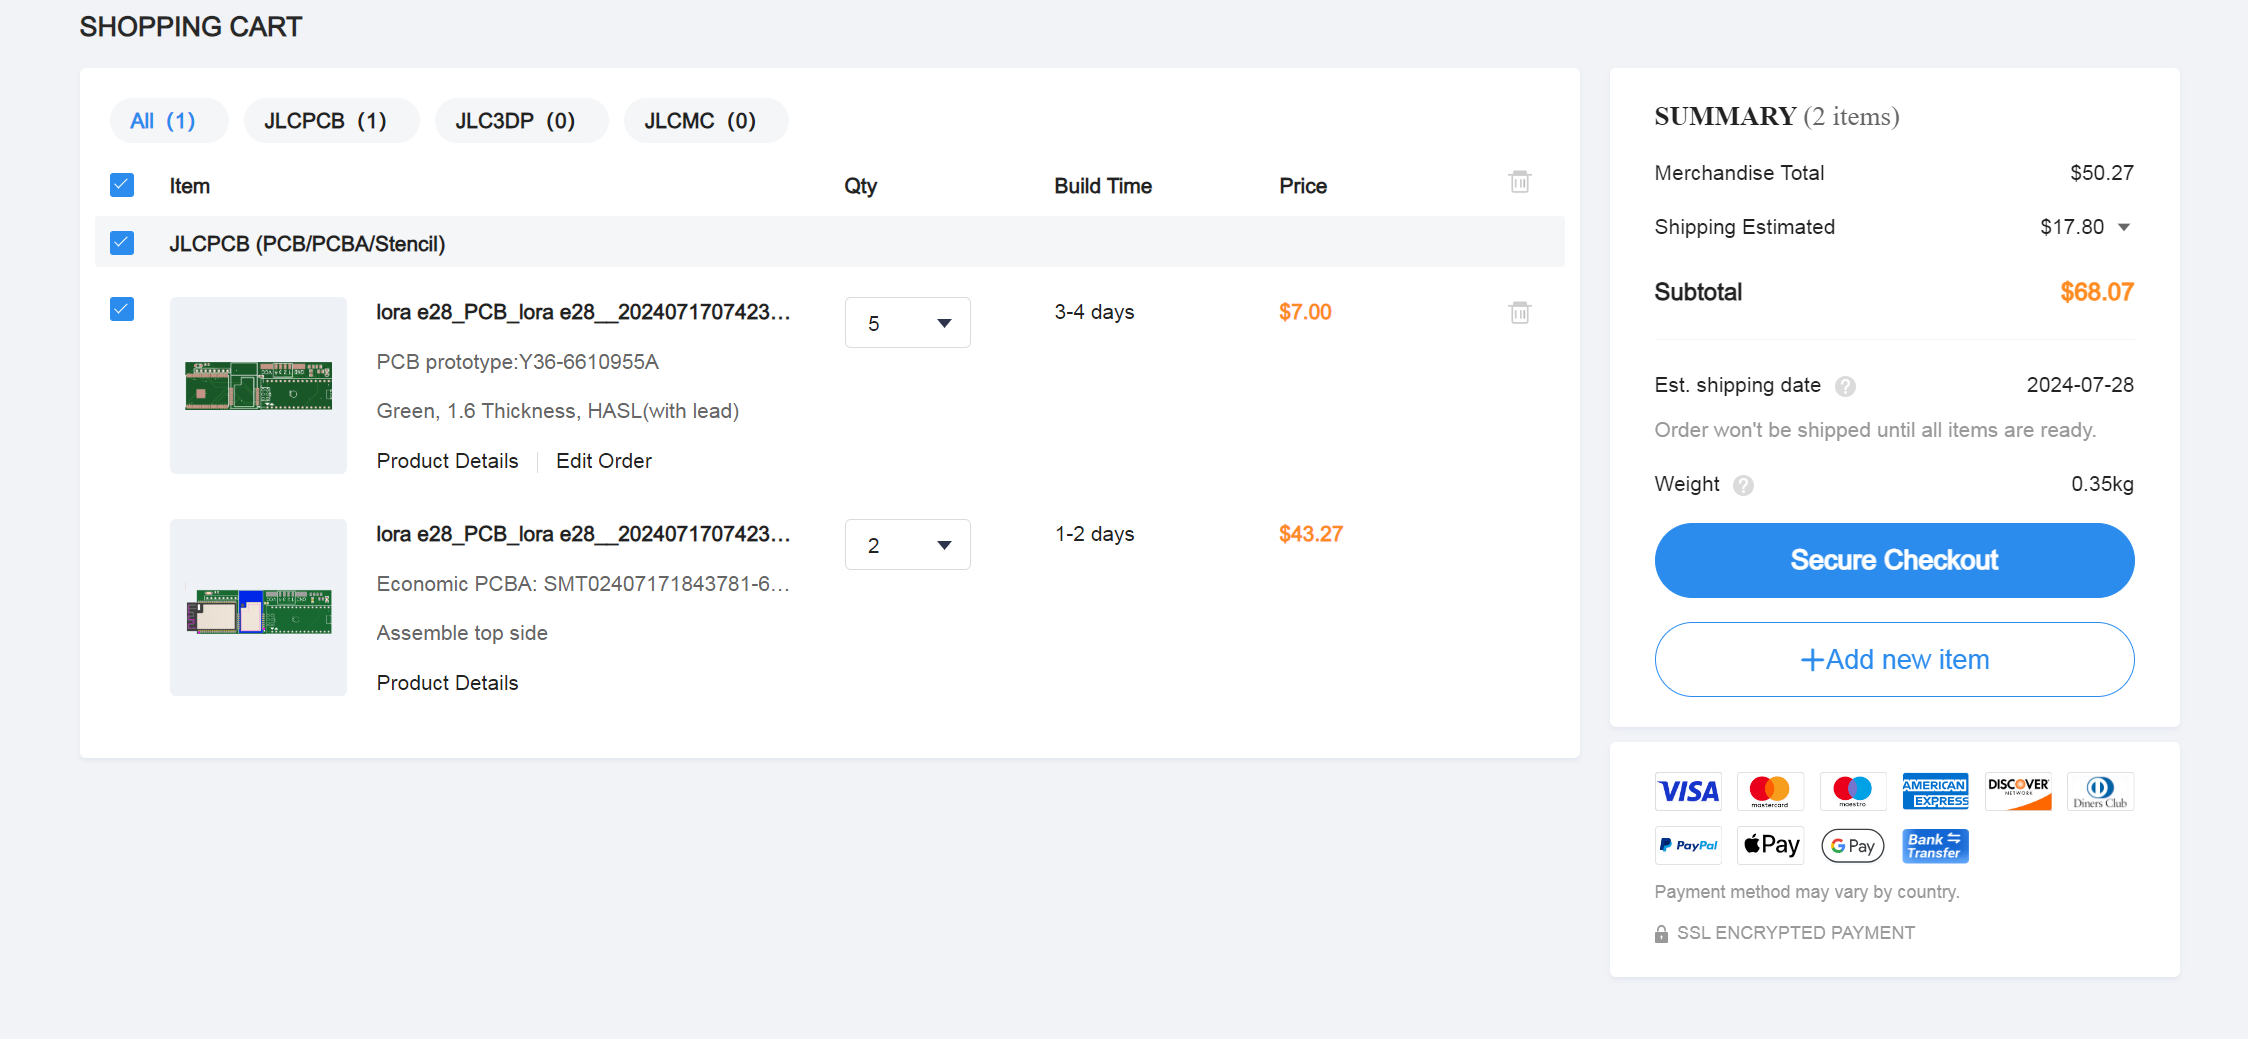 SHOPPING CART
All (1)
JLCPCB (1)
JLC3DP (0)
JLCMC (0)
Item
Qty
Build Time
Price
JLCPCB (PCB/PCBA/Stencil)
lora e28_PCB_lora e28__2024071707423...
5
3-4 days
$7.00
PCB prototype:Y36-6610955A
Green, 1.6 Thickness, HASL(with lead)
Product Details
Edit Order
lora e28_PCB_lora e28__2024071707423...
2
1-2 days
$43.27
Economic PCBA: SMT02407171843781-6...
Assemble top side
Product Details
SUMMARY (2 items)
Merchandise Total $50.27
Shipping Estimated $17.80
Subtotal $68.07
Est. shipping date ? 2024-07-28
Order won't be shipped until all items are ready.
Weight ? 0.35kg
Secure Checkout
+Add new item
VISA
mastercard
maestro
AMERICAN EXPRESS
DISCOVER NETWORK
Diners Club
PayPal
Pay
G Pay
Bank Transfer
Payment method may vary by country.
SSL ENCRYPTED PAYMENT